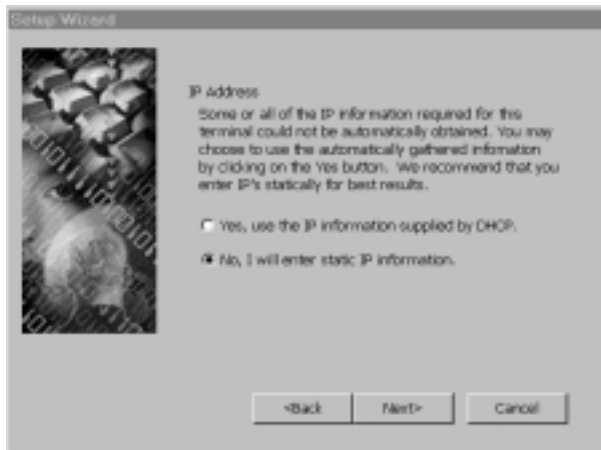 Setup Wizard
IP Address
Some or all of the IP information required for this
terminal could not be automatically obtained. You may
choose to use the automatically gathered infomation
by clicking on the Yes button. We recommend that you
enter IP's statically for best results.
Yes, use the IP information supplied by DHCP.
No, I will enter static IP information.
<Back
Next>
Cancel